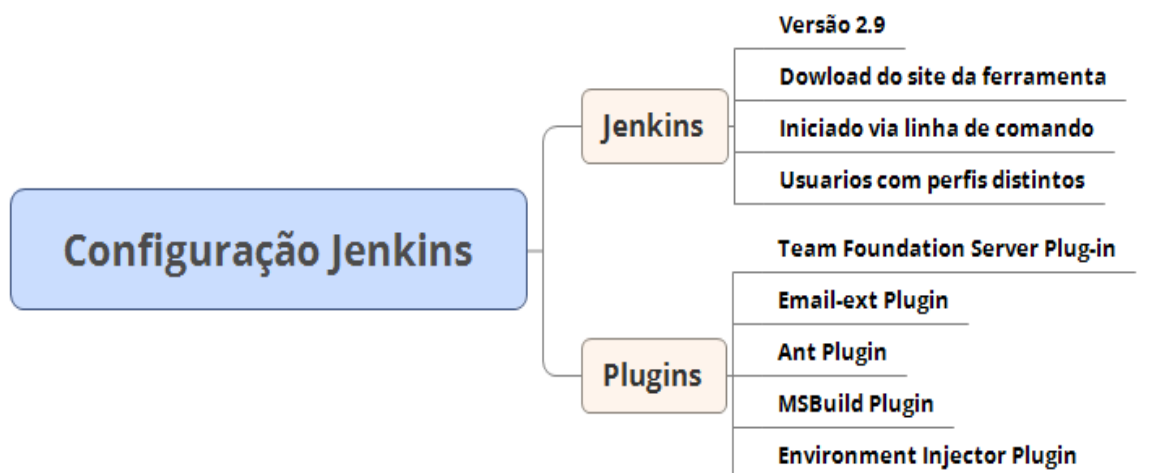 Configuração Jenkins
Jenkins
Versão 2.9
Dowload do site da ferramenta
Iniciado via linha de comando
Usuarios com perfis distintos
Plugins
Team Foundation Server Plug-in
Email-ext Plugin
Ant Plugin
MSBuild Plugin
Environment Injector Plugin